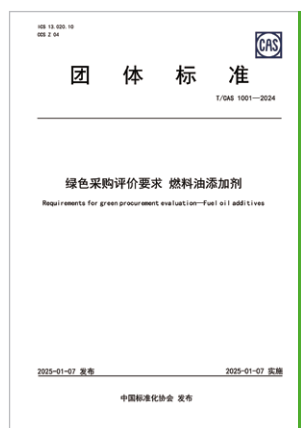 ICS 13.020.10
CCS Z 04
CAS
团体标准
T/CAS 1001—2024
绿色采购评价要求 燃料油添加剂
Requirements for green procurement evaluation—Fuel oil additives
2025-01-07 发布
2025-01-07 实施
中国标准化协会 发布